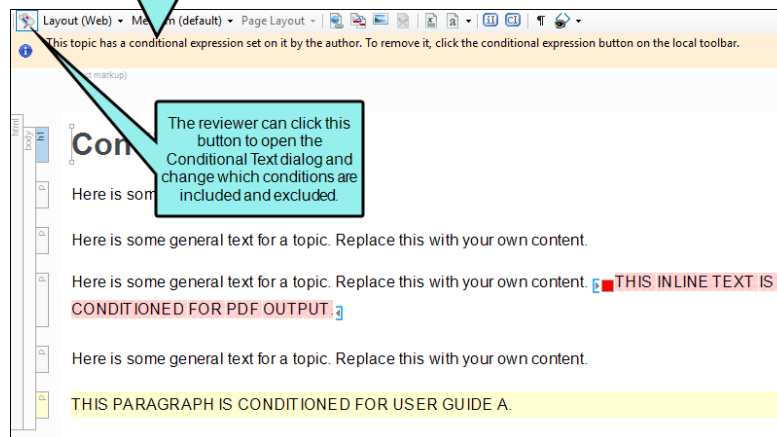 Layout (Web) Medium (default) Page Layout
This topic has a conditional expression set on it by the author. To remove it, click the conditional expression button on the local toolbar.
markup)
The reviewer can click this
button to open the
Conditional Text dialog and
change which conditions are
included and excluded.
html
body
h1
Con
p
Here is som
p
Here is some general text for a topic. Replace this with your own content.
p
Here is some general text for a topic. Replace this with your own content. THIS INLINE TEXT IS
CONDITIONED FOR PDF OUTPUT.
p
Here is some general text for a topic. Replace this with your own content.
p
THIS PARAGRAPH IS CONDITIONED FOR USER GUIDE A.